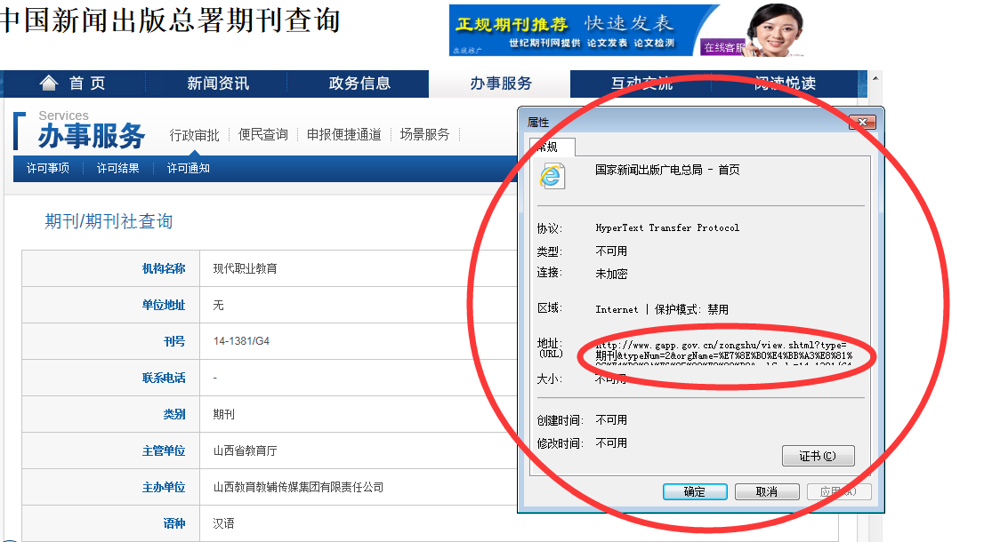 中国新闻出版总署期刊查询
正规期刊推荐 快速发表
世纪期刊网提供 论文发表 论文检测
在线推广
在线客服
首 页 新闻资讯 政务信息 办事服务 互动交流 阅读悦读
Services
办事服务 行政审批 便民查询 申报便捷通道 场景服务
许可事项 许可结果 许可通知
期刊/期刊社查询
机构名称 现代职业教育
单位地址 无
刊号 14-1381/G4
联系电话 -
类别 期刊
主管单位 山西省教育厅
主办单位 山西教育教辅传媒集团有限责任公司
语种 汉语
属性
常规
国家新闻出版广电总局 - 首页
协议: HyperText Transfer Protocol
类型: 不可用
连接: 未加密
区域: Internet | 保护模式: 禁用
地址: (URL) http://www.gapp.gov.cn/zongshu/view.shtml?type=
期刊&typeNum=2&orgName=%E7%8E%B0%E4%BB%A3%E8%81%
大小: 不可用
创建时间: 不可用
修改时间: 不可用
证书(C)
确定 取消 应用(A)